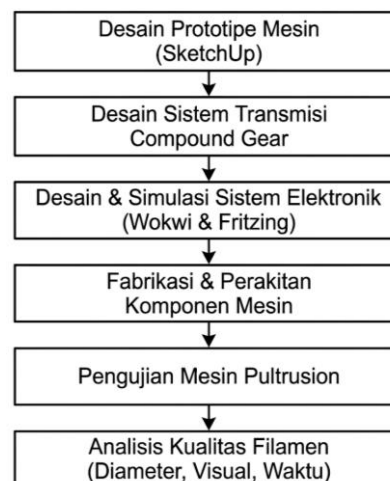 Desain Prototipe Mesin
(SketchUp)
Desain Sistem Transmisi
Compound Gear
Desain & Simulasi Sistem Elektronik
(Wokwi & Fritzing)
Fabrikasi & Perakitan
Komponen Mesin
Pengujian Mesin Pultrusion
Analisis Kualitas Filamen
(Diameter, Visual, Waktu)